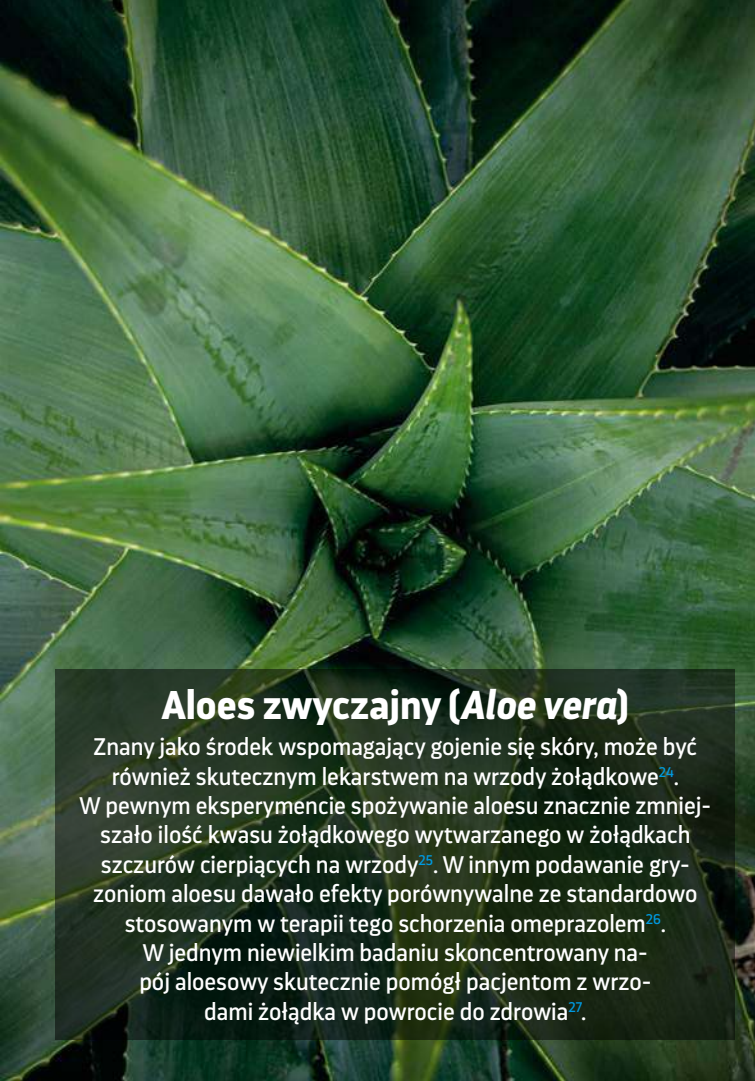 Aloes zwyczajny (Aloe vera)
Znany jako środek wspomagający gojenie się skóry, może być
również skutecznym lekarstwem na wrzody żołądkowe24.
W pewnym eksperymencie spożywanie aloesu znacznie zmniej-
szało ilość kwasu żołądkowego wytwarzanego w żołądkach
szczurów cierpiących na wrzody25. W innym podawanie gry-
zoniom aloesu dawało efekty porównywalne ze standardowo
stosowanym w terapii tego schorzenia omeprazolem26.
W jednym niewielkim badaniu skoncentrowany na-
pój aloesowy skutecznie pomógł pacjentom z wrzo-
dami żołądka w powrocie do zdrowia27.